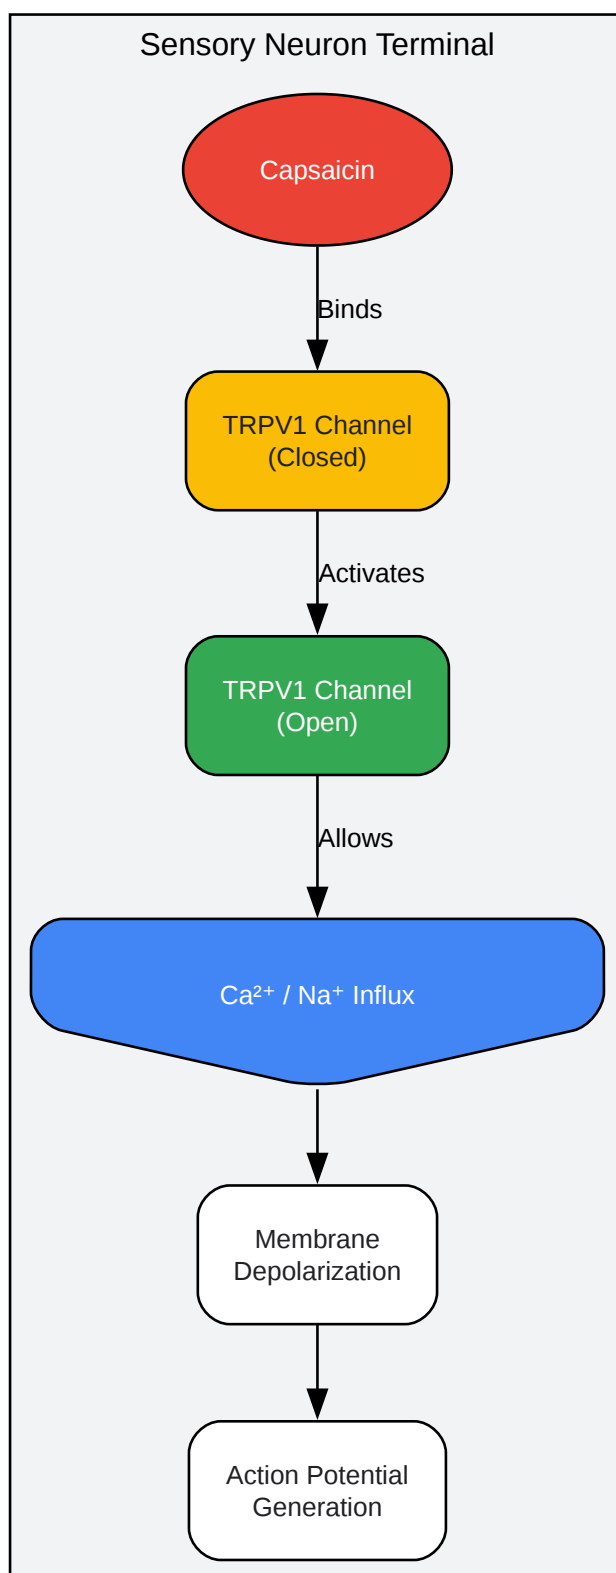 Sensory Neuron Terminal
Capsaicin
Binds
TRPV1 Channel
(Closed)
Activates
TRPV1 Channel
(Open)
Allows
Ca²⁺ / Na⁺ Influx
Membrane
Depolarization
Action Potential
Generation